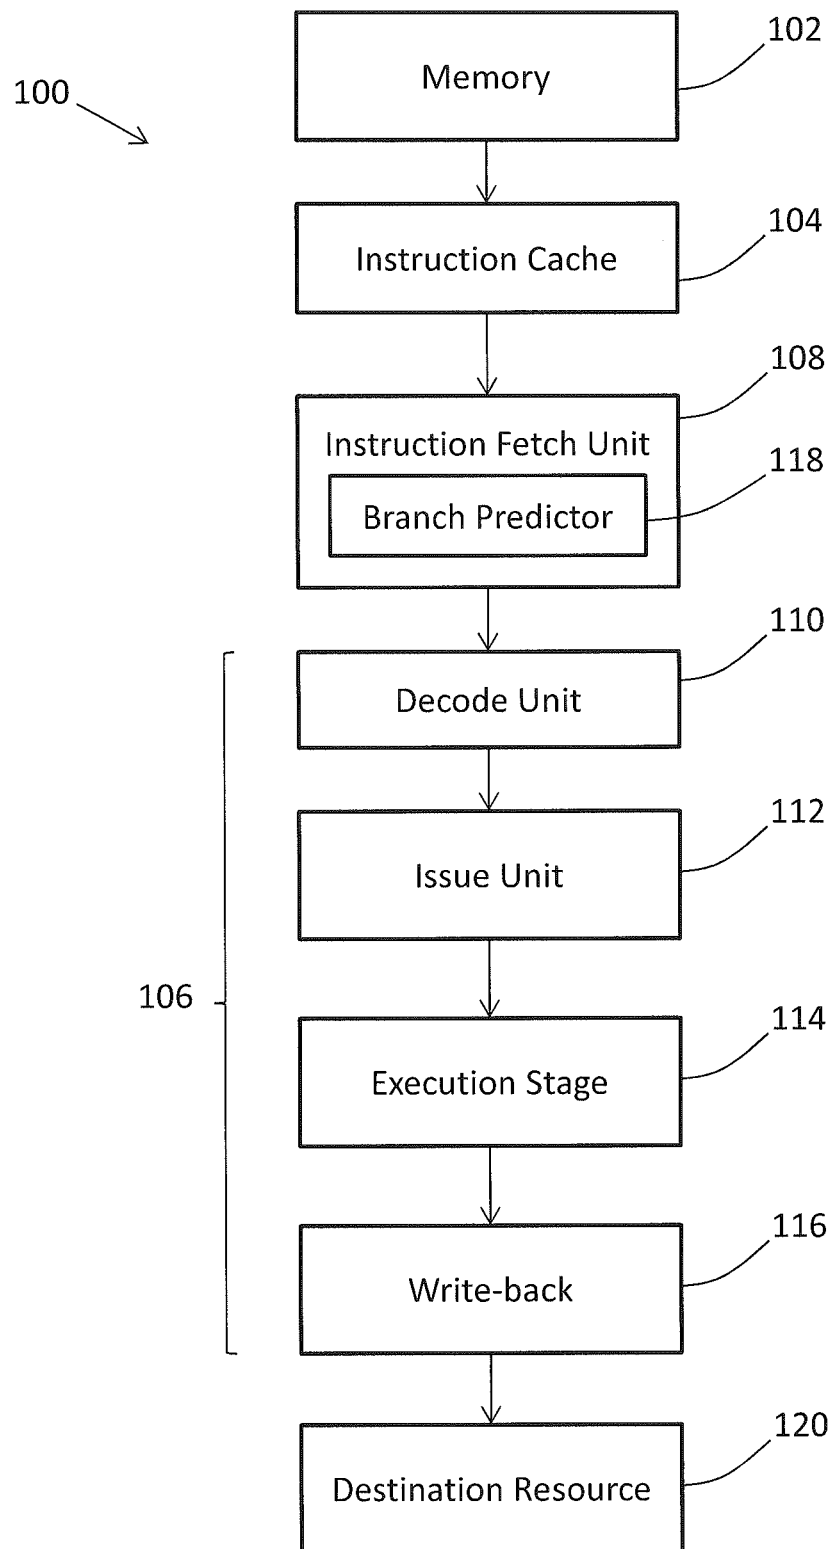 102
Memory
100
104
Instruction Cache
108
Instruction Fetch Unit
118
Branch Predictor
110
Decode Unit
112
Issue Unit
106
114
Execution Stage
116
Write-back
120
Destination Resource